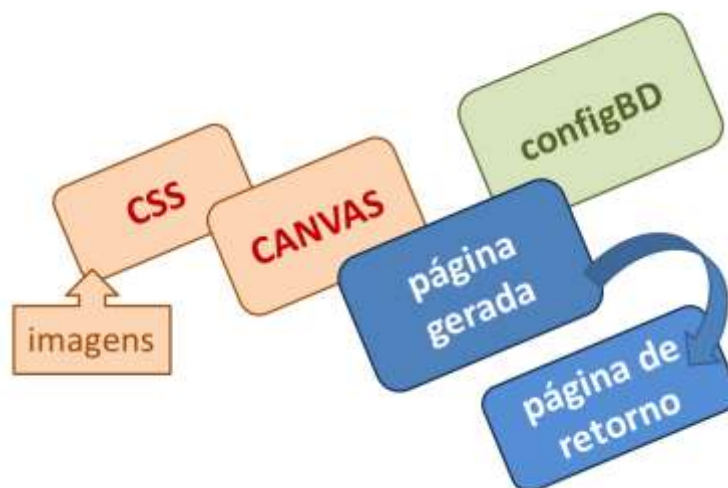 configBD
CSS
CANVAS
página
gerada
imagens
página de
retorno